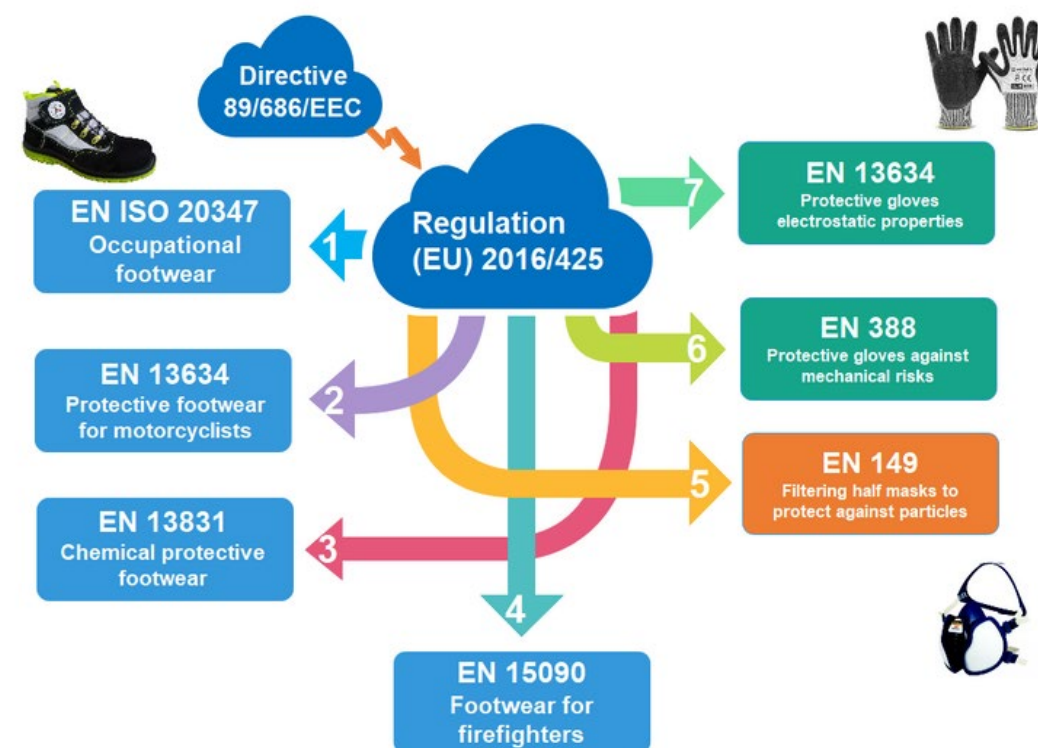 Directive
89/686/EEC
Regulation
(EU) 2016/425
1
EN ISO 20347
Occupational
footwear
2
EN 13634
Protective footwear
for motorcyclists
3
EN 13831
Chemical protective
footwear
4
EN 15090
Footwear for
firefighters
5
EN 149
Filtering half masks to
protect against particles
6
EN 388
Protective gloves against
mechanical risks
7
EN 13634
Protective gloves
electrostatic properties